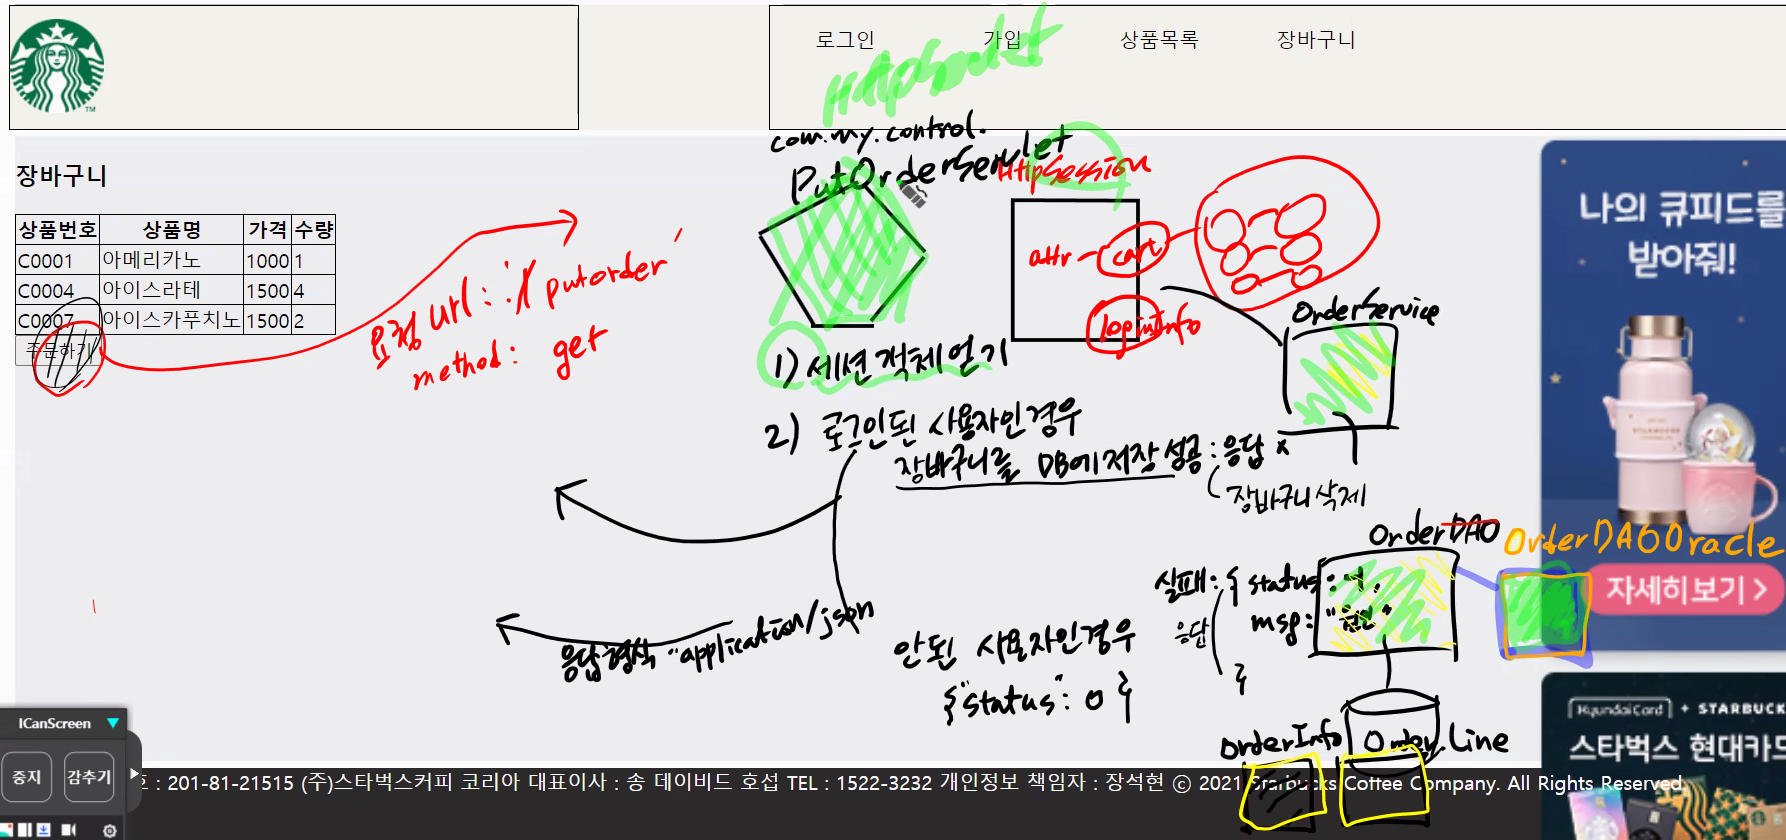 로그인 가입 상품목록 장바구니
com.my.control.
PutOrderServlet
HttpSession
장바구니
상품번호 상품명 가격 수량
C0001 아메리카노 1000 1
C0004 아이스라테 1500 4
C0007 아이스카푸치노 1500 2
주문하기
요청 url : '/putorder'
method : get
attr - cart
loginInfo
OrderService
1) 세션객체얻기
2) 로그인된 사용자인경우
장바구니를 DB에저장 성공 : 응답 x
장바구니삭제
OrderDAO
OrderDAOOracle
실패 : { status :
msg :
응답
}
응답형식 "application/json
안된 사용자인경우
{"status" : 0 }
OrderInfo
Order Line
나의 큐피드를
받아줘!
자세히보기 >
HyundaiCard + STARBUCK
스타벅스 현대카드
ICanScreen
중지 감추기
: 201-81-21515 (주)스타벅스커피 코리아 대표이사 : 송 데이비드 호섭 TEL : 1522-3232 개인정보 책임자 : 장석현 ⓒ 2021 Starbucks Coffee Company. All Rights Reserved.